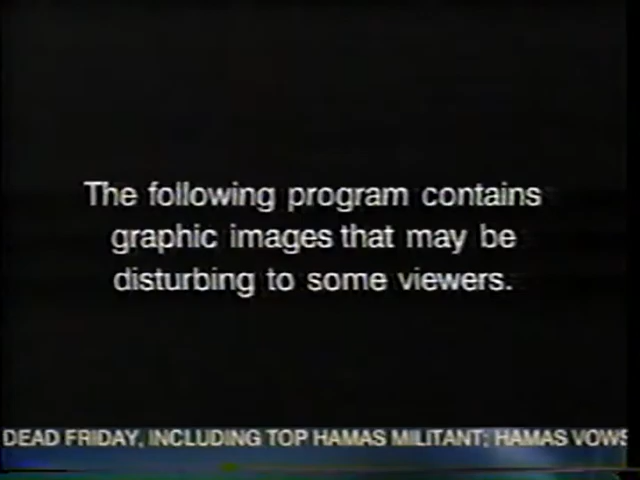 The following program contains
graphic images that may be
disturbing to some viewers.
DEAD FRIDAY, INCLUDING TOP HAMAS MILITANT; HAMAS VOWS